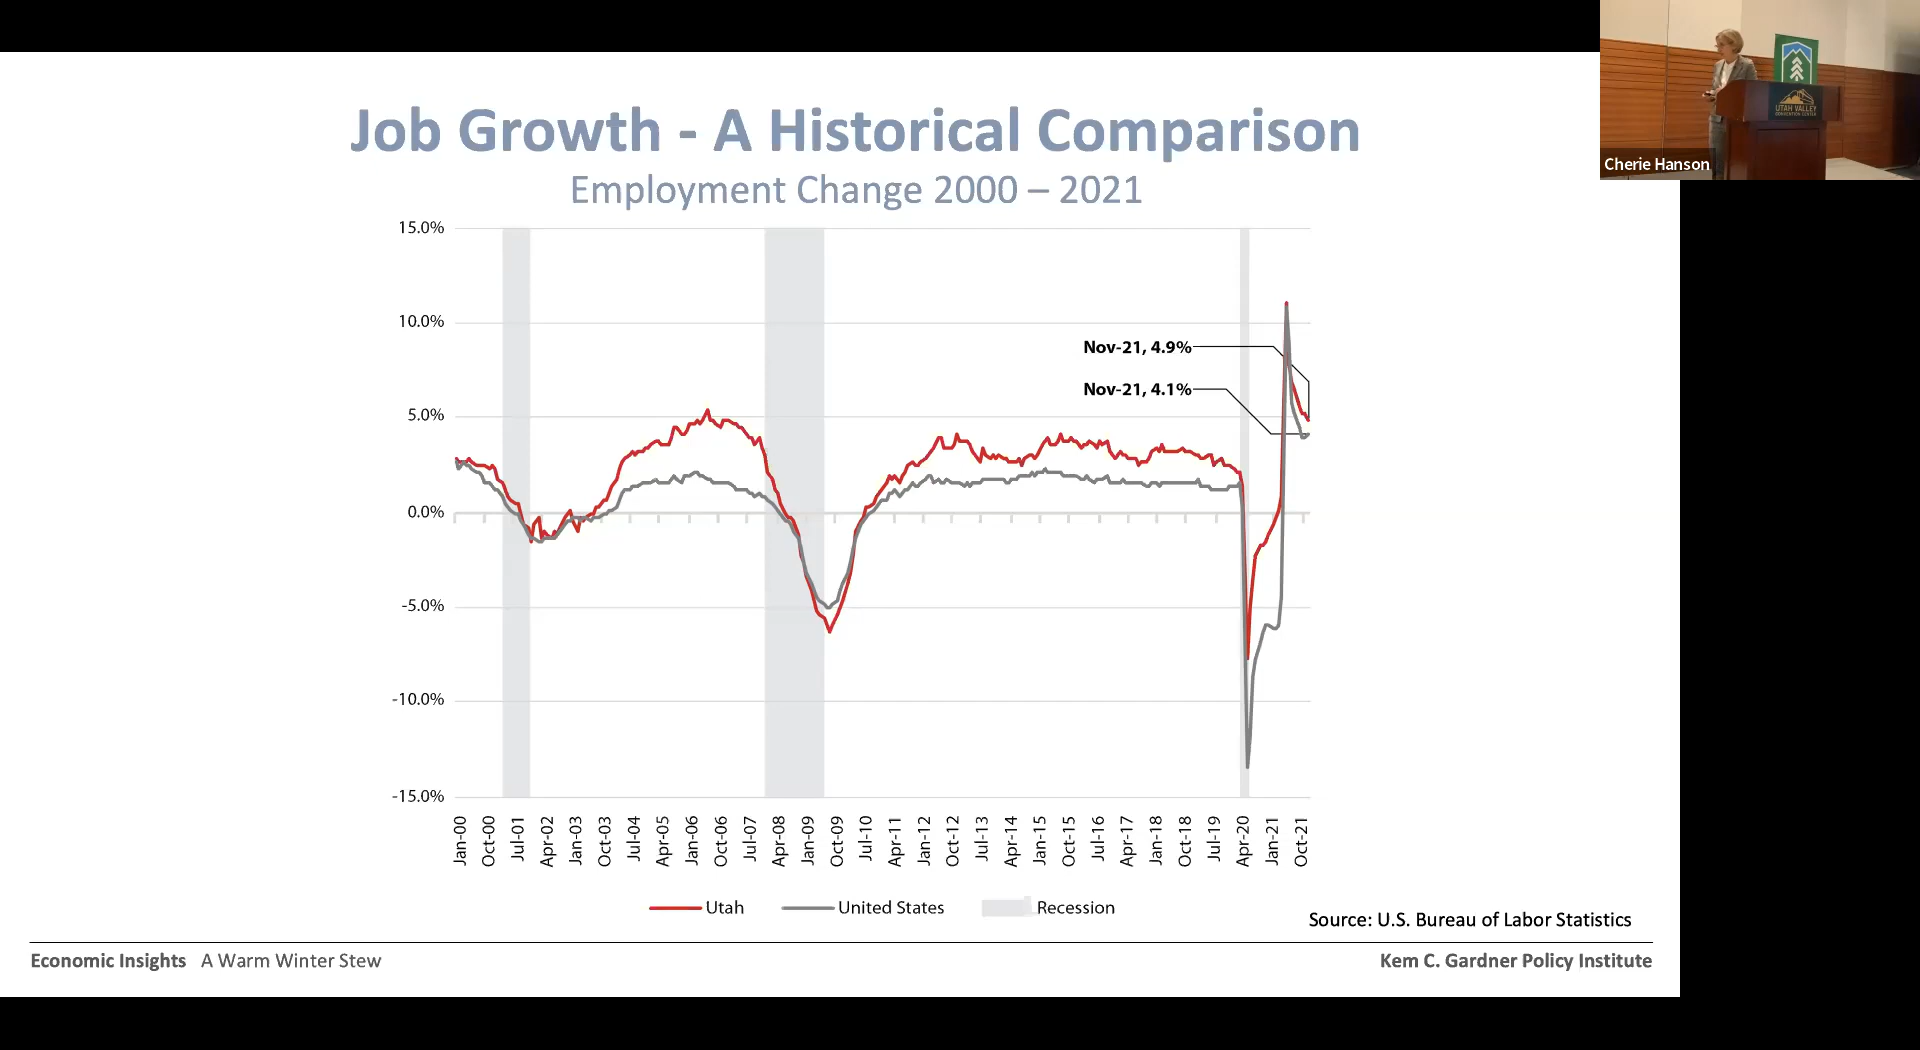 Job Growth - A Historical Comparison
Employment Change 2000 – 2021
15.0%
10.0%
5.0%
0.0%
-5.0%
-10.0%
-15.0%
Nov-21, 4.9%
Nov-21, 4.1%
Jan-00
Oct-00
Jul-01
Apr-02
Jan-03
Oct-03
Jul-04
Apr-05
Jan-06
Oct-06
Jul-07
Apr-08
Jan-09
Oct-09
Jul-10
Apr-11
Jan-12
Oct-12
Jul-13
Apr-14
Jan-15
Oct-15
Jul-16
Apr-17
Jan-18
Oct-18
Jul-19
Apr-20
Jan-21
Oct-21
Utah
United States
Recession
Source: U.S. Bureau of Labor Statistics
Economic Insights A Warm Winter Stew
Kem C. Gardner Policy Institute
UTAH VALLEY
CONVENTION CENTER
Cherie Hanson